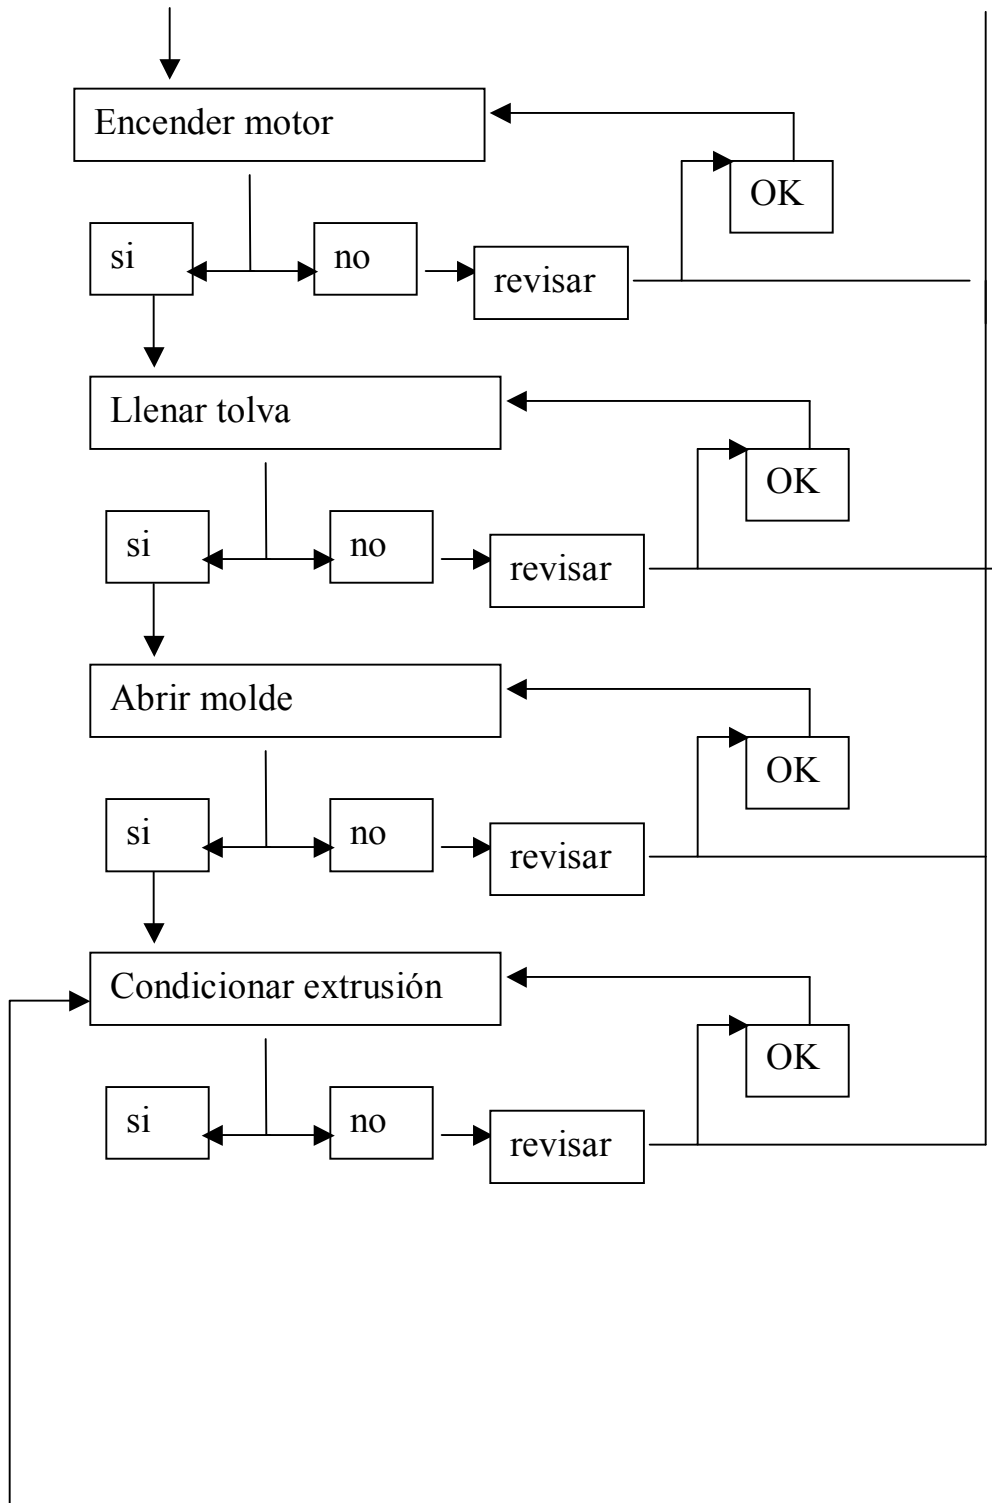 Encender motor
OK
si
no
revisar
Llenar tolva
OK
si
no
revisar
Abrir molde
OK
si
no
revisar
Condicionar extrusión
OK
si
no
revisar